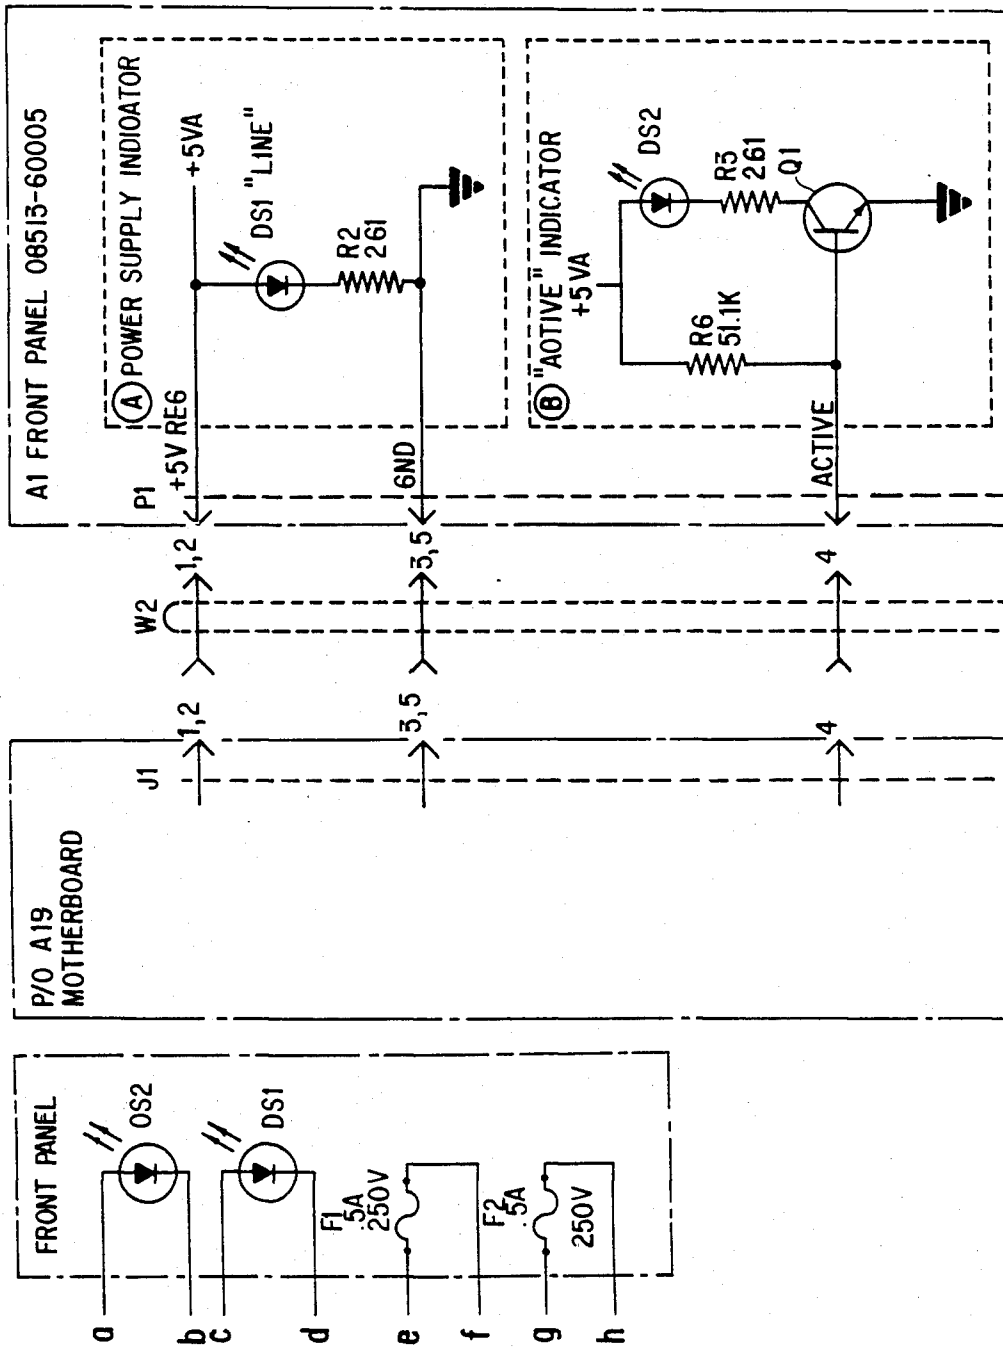 A1 FRONT PANEL 08513-60005
A POWER SUPPLY INDIOATOR
+5VA
DS1 "LINE"
R2
261
P1
+5V RE6
6ND
B "AOTIVE" INDICATOR
+5VA
DS2
R3
261
Q1
R6
51.1K
ACTIVE
W2
1,2
3,5
4
P/O A19
MOTHERBOARD
J1
1,2
3,5
4
FRONT PANEL
OS2
DS1
F1
.5A
250V
F2
.5A
250V
a
b
c
d
e
f
g
h